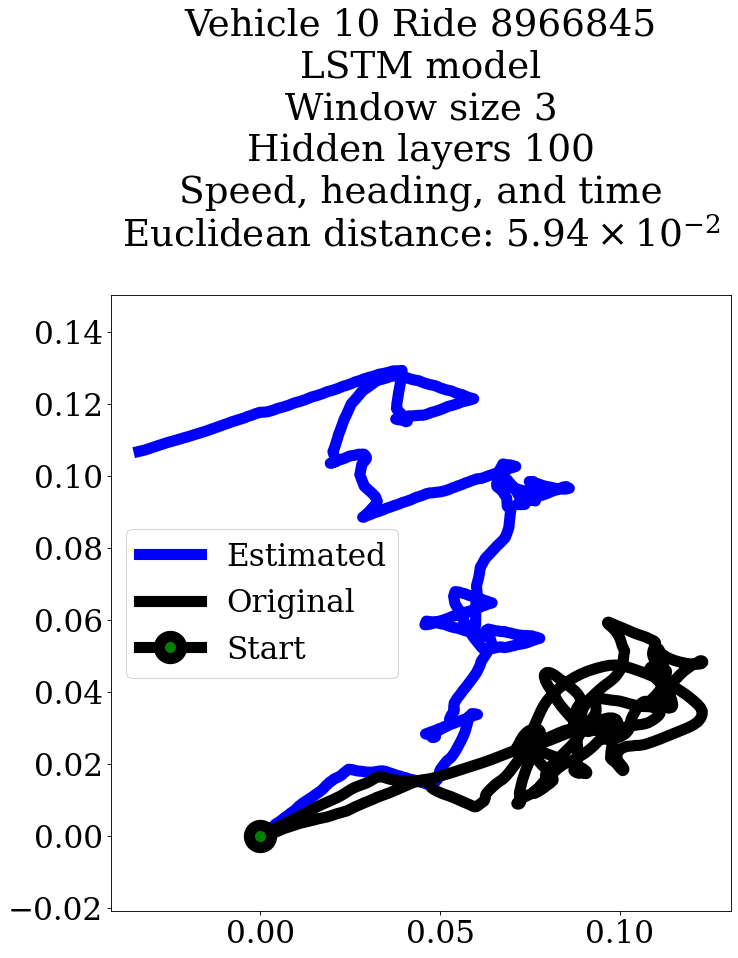 Vehicle 10 Ride 8966845
LSTM model
Window size 3
Hidden layers 100
Speed, heading, and time
Euclidean distance: 5.94 × 10⁻²
0.14
0.12
0.10
0.08
0.06
0.04
0.02
0.00
−0.02
Estimated
Original
Start
0.00 0.05 0.10